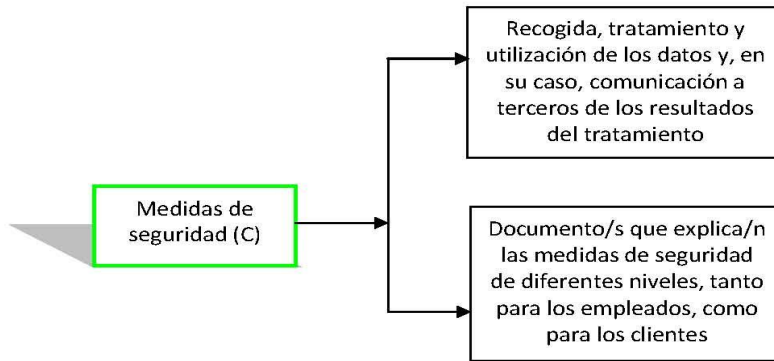 Medidas de
seguridad (C)
Recogida, tratamiento y
utilización de los datos y, en
su caso, comunicación a
terceros de los resultados
del tratamiento
Documento/s que explica/n
las medidas de seguridad
de diferentes niveles, tanto
para los empleados, como
para los clientes